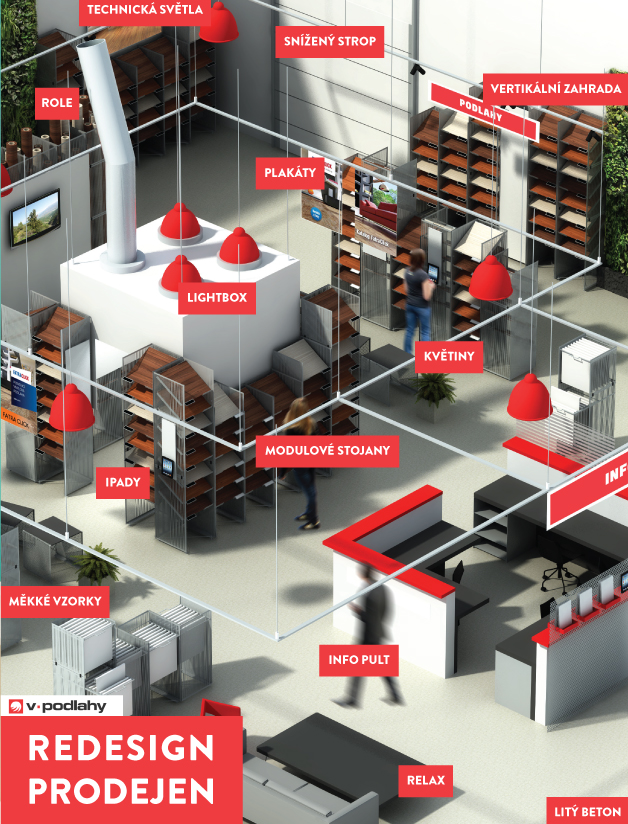 TECHNICKÁ SVĚTLA
SNÍŽENÝ STROP
VERTIKÁLNÍ ZAHRADA
ROLE
PODLAHY
PLAKÁTY
LIGHTBOX
KVĚTINY
MODULOVÉ STOJANY
IPADY
INF
MĚKKÉ VZORKY
INFO PULT
v•podlahy
REDESIGN
PRODEJEN
RELAX
LITÝ BETON